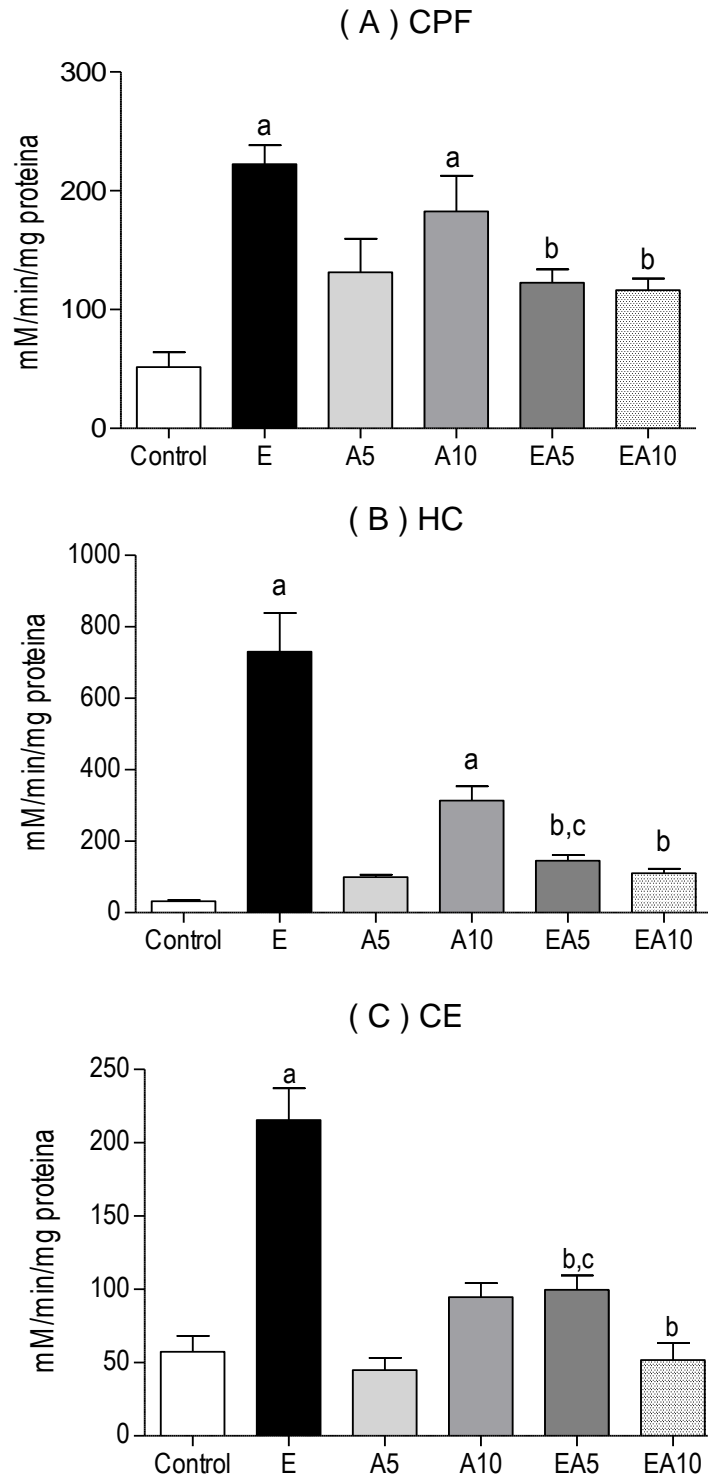 ( A ) CPF
mM/min/mg proteina
300
200
100
0
a
a
b
b
Control E A5 A10 EA5 EA10
( B ) HC
mM/min/mg proteina
1000
800
600
400
200
0
a
a
b,c
b
Control E A5 A10 EA5 EA10
( C ) CE
mM/min/mg proteina
250
200
150
100
50
0
a
b,c
b
Control E A5 A10 EA5 EA10